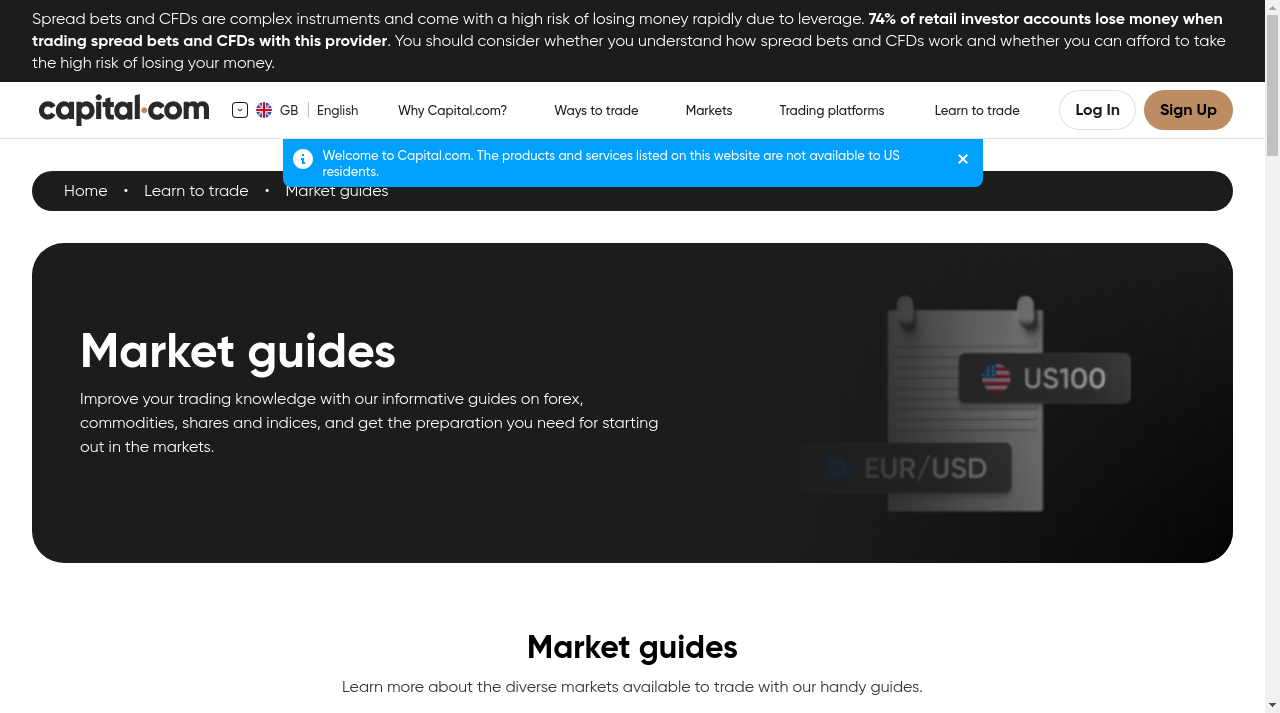 Spread bets and CFDs are complex instruments and come with a high risk of losing money rapidly due to leverage. 74% of retail investor accounts lose money when
trading spread bets and CFDs with this provider. You should consider whether you understand how spread bets and CFDs work and whether you can afford to take
the high risk of losing your money.
capital.com GB English Why Capital.com? Ways to trade Markets Trading platforms Learn to trade Log In Sign Up
Welcome to Capital.com. The products and services listed on this website are not available to US
residents.
Home • Learn to trade • Market guides
Market guides
Improve your trading knowledge with our informative guides on forex,
commodities, shares and indices, and get the preparation you need for starting
out in the markets.
US100
EUR/USD
Market guides
Learn more about the diverse markets available to trade with our handy guides.